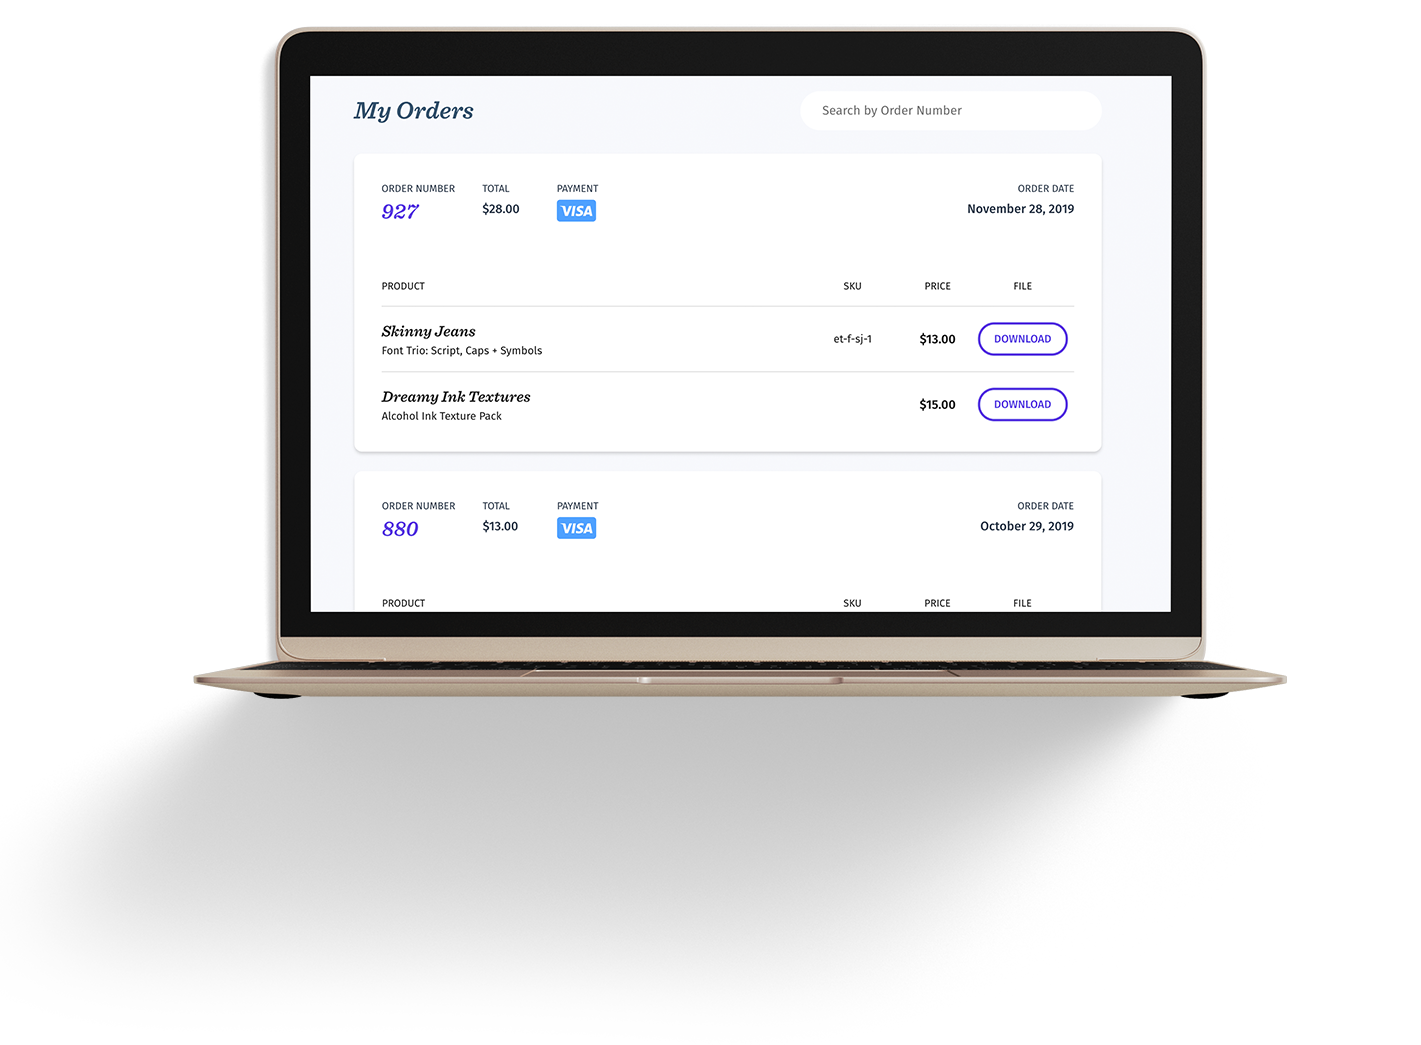 My Orders
Search by Order Number
ORDER NUMBER TOTAL PAYMENT ORDER DATE
927 $28.00 VISA November 28, 2019
PRODUCT SKU PRICE FILE
Skinny Jeans
Font Trio: Script, Caps + Symbols
et-f-sj-1 $13.00 DOWNLOAD
Dreamy Ink Textures
Alcohol Ink Texture Pack
$15.00 DOWNLOAD
ORDER NUMBER TOTAL PAYMENT ORDER DATE
880 $13.00 VISA October 29, 2019
PRODUCT SKU PRICE FILE